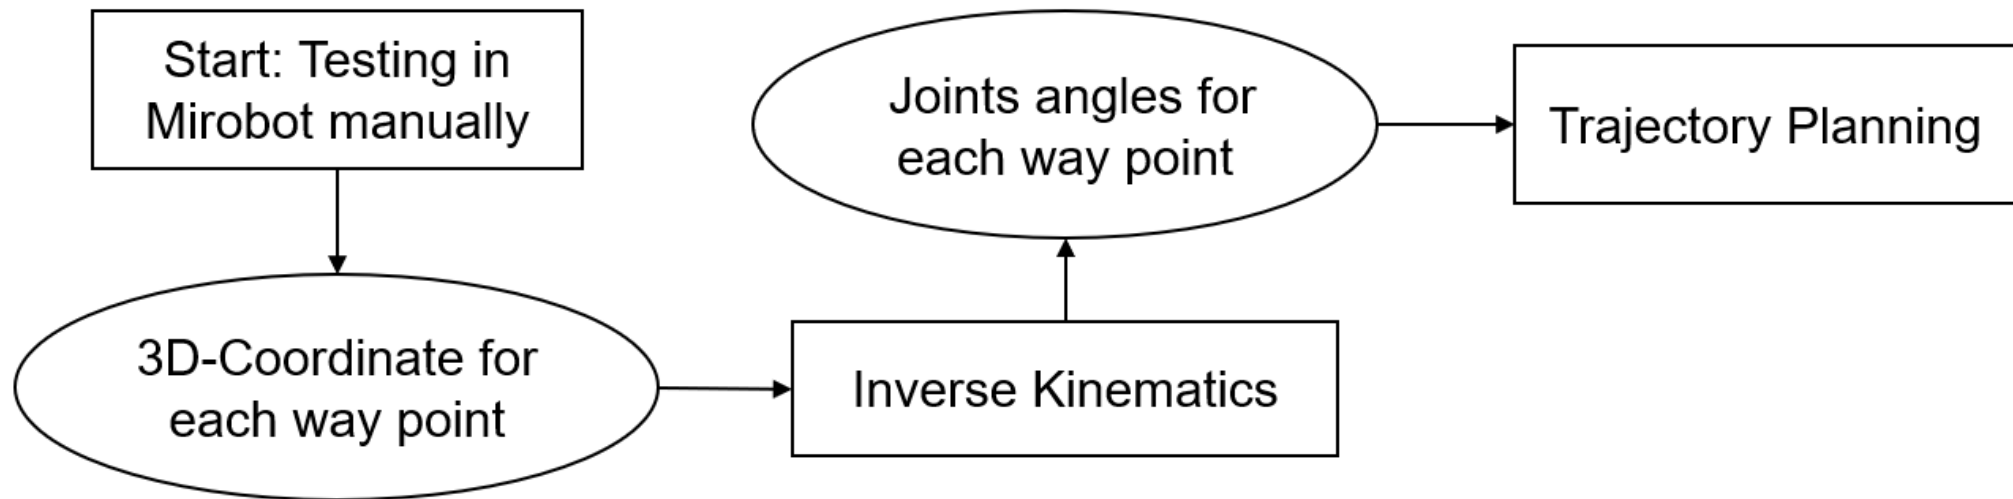 Start: Testing in
Mirobot manually
3D-Coordinate for
each way point
Inverse Kinematics
Joints angles for
each way point
Trajectory Planning